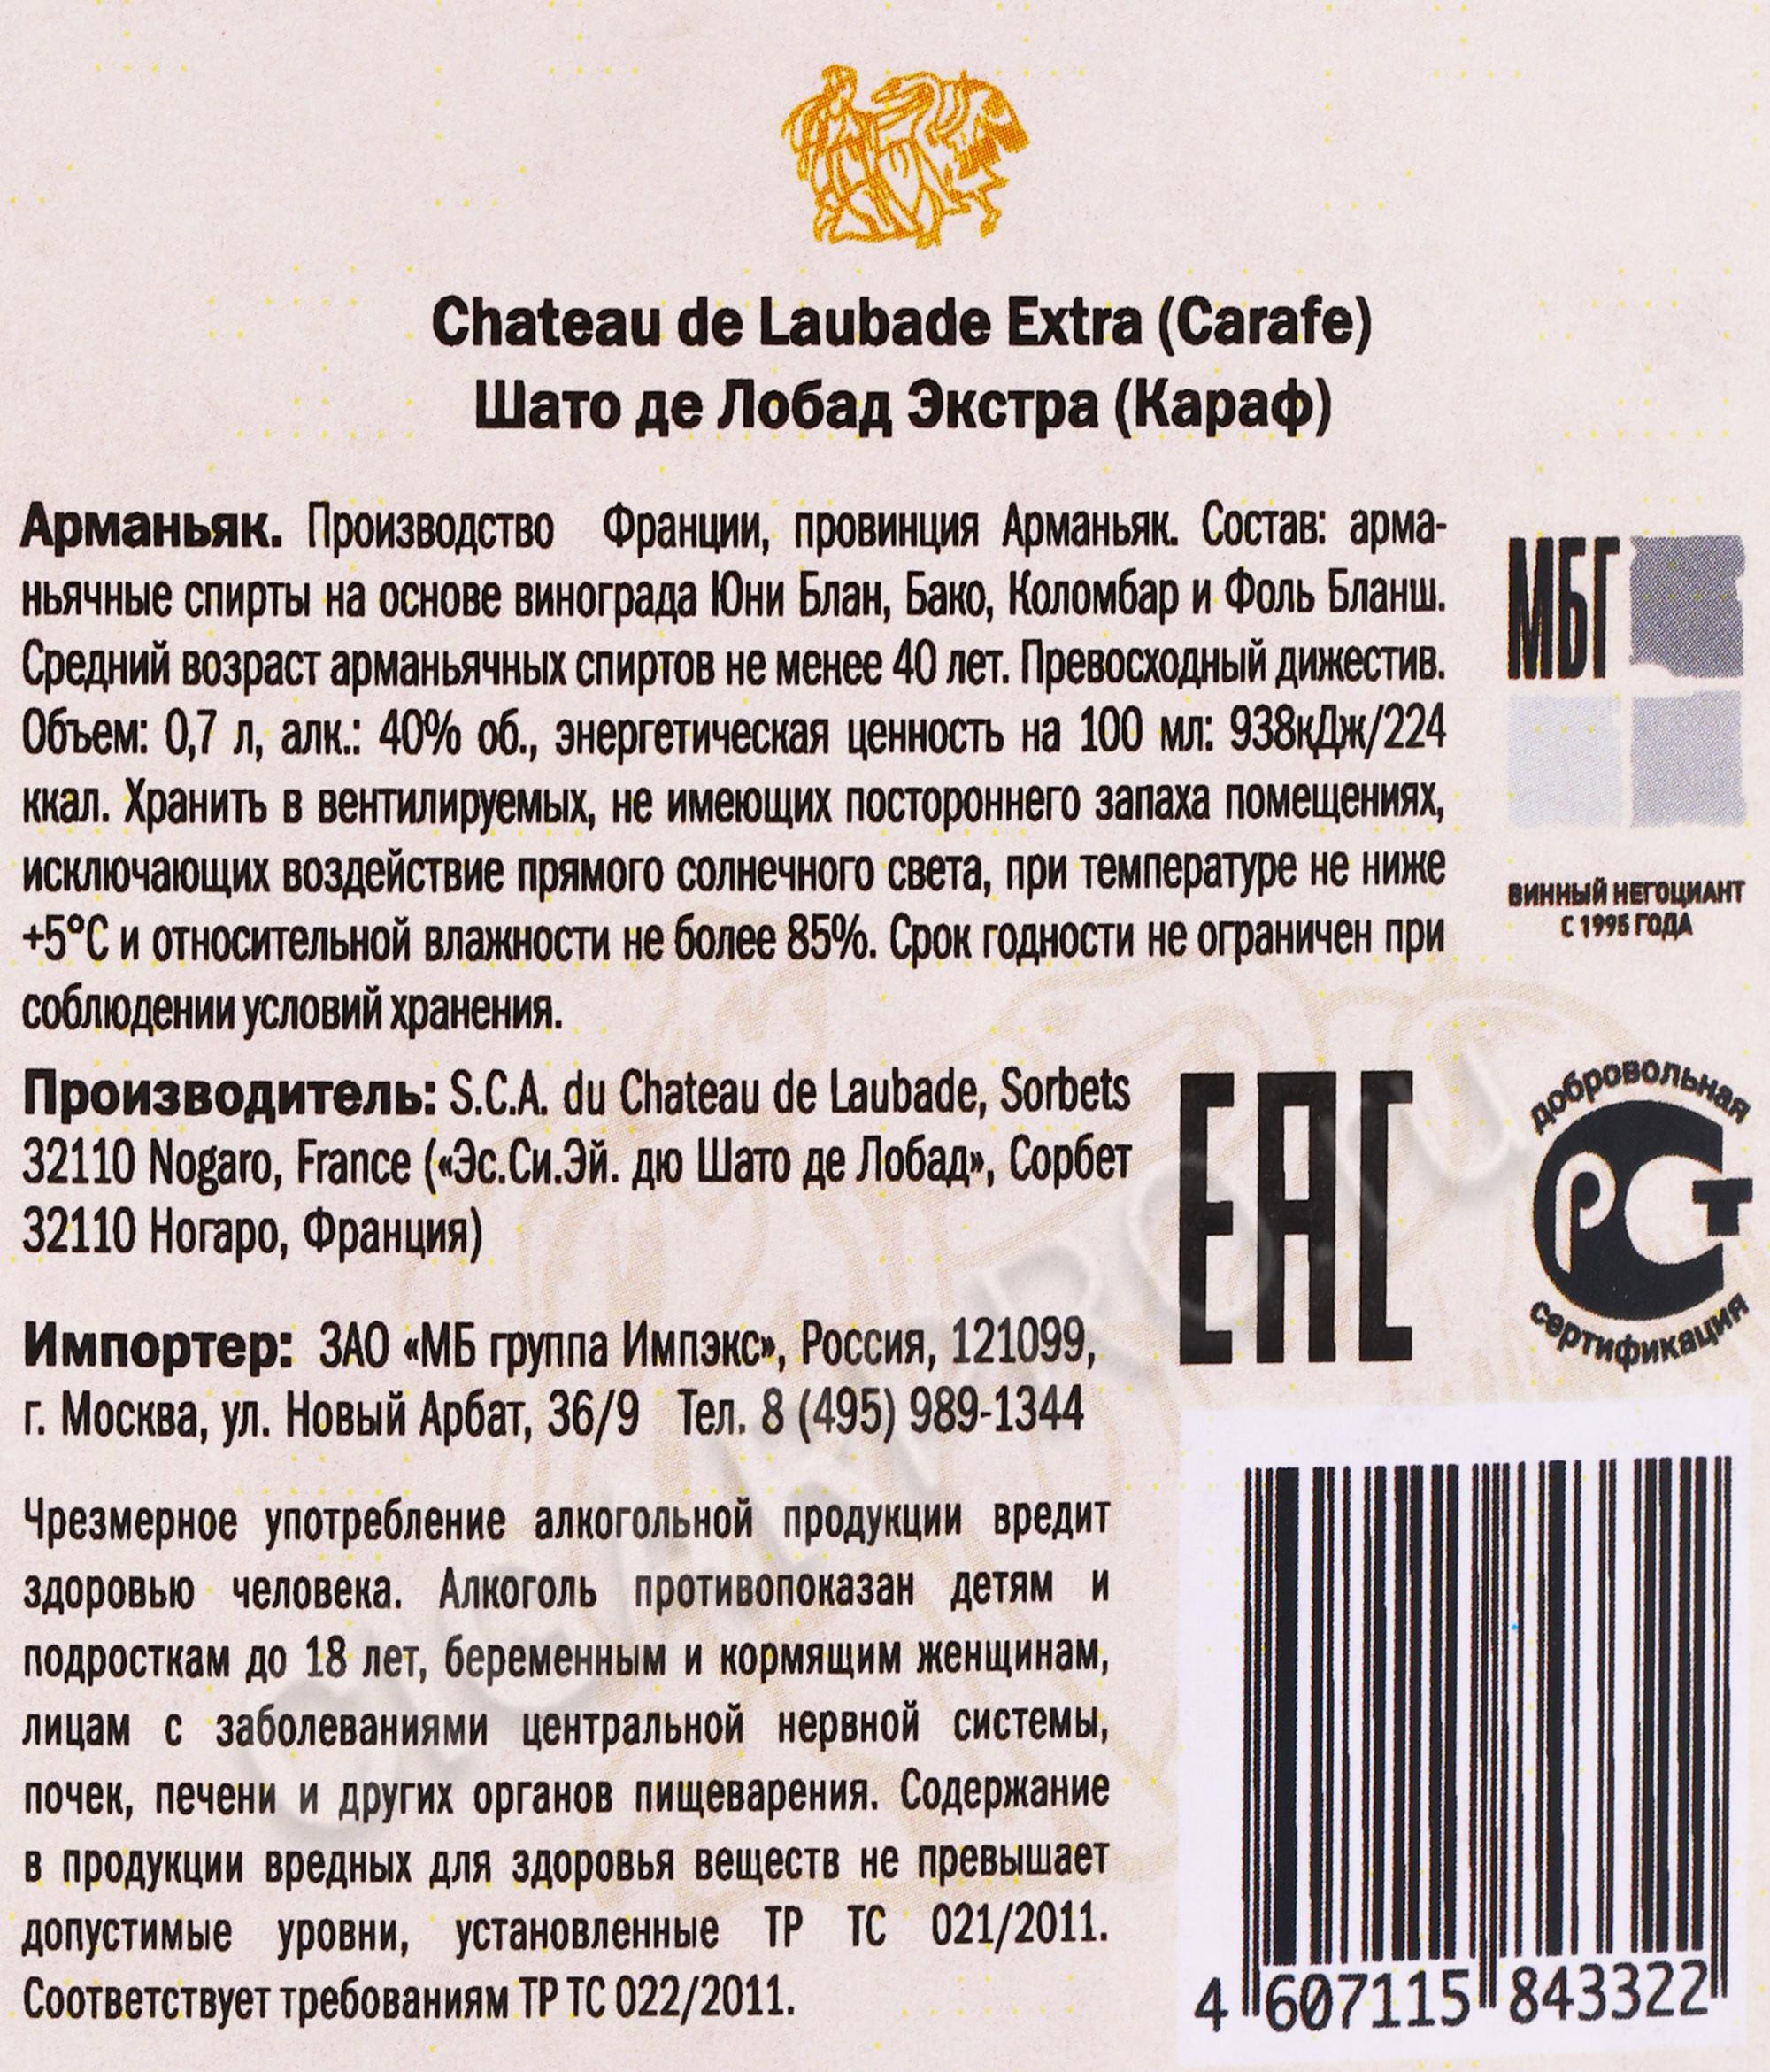 Chateau de Laubade Extra (Carafe)
Шато де Лобад Экстра (Караф)
Арманьяк. Производство Франции, провинция Арманьяк. Состав: арма-
ньячные спирты на основе винограда Юни Блан, Бако, Коломбар и Фоль Бланш.
Средний возраст арманьячных спиртов не менее 40 лет. Превосходный дижестив.
Объем: 0,7 л, алк.: 40% об., энергетическая ценность на 100 мл: 938кДж/224
ккал. Хранить в вентилируемых, не имеющих постороннего запаха помещениях,
исключающих воздействие прямого солнечного света, при температуре не ниже
+5°C и относительной влажности не более 85%. Срок годности не ограничен при
соблюдении условий хранения.
МБГ
ВИННЫЙ НЕГОЦИАНТ
С 1995 ГОДА
Производитель: S.C.A. du Chateau de Laubade, Sorbets
32110 Nogaro, France («Эс.Си.Эй. дю Шато де Лобад», Сорбет
32110 Ногаро, Франция)
EAC
добровольная
РСТ
сертификация
Импортер: ЗАО «МБ группа Импэкс», Россия, 121099,
г. Москва, ул. Новый Арбат, 36/9 Тел. 8 (495) 989-1344
Чрезмерное употребление алкогольной продукции вредит
здоровью человека. Алкоголь противопоказан детям и
подросткам до 18 лет, беременным и кормящим женщинам,
лицам с заболеваниями центральной нервной системы,
почек, печени и других органов пищеварения. Содержание
в продукции вредных для здоровья веществ не превышает
допустимые уровни, установленные ТР ТС 021/2011.
Соответствует требованиям ТР ТС 022/2011.
4 607115 843322